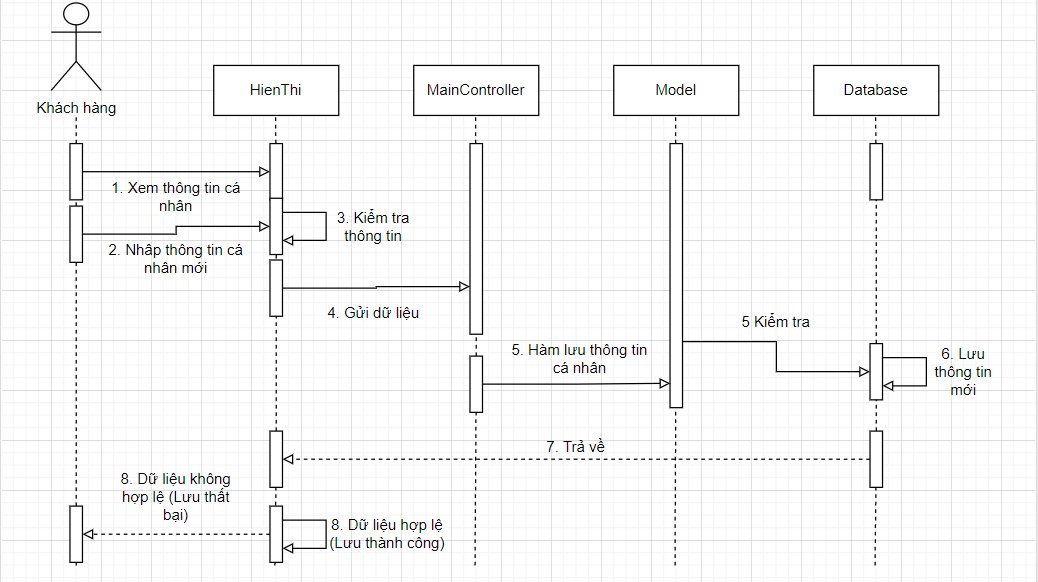 Khách hàng
HienThi
MainController
Model
Database
1. Xem thông tin cá
nhân
2. Nhâp thông tin cá
nhân mới
3. Kiểm tra
thông tin
4. Gửi dữ liệu
5. Hàm lưu thông tin
cá nhân
5 Kiểm tra
6. Lưu
thông tin
mới
7. Trả về
8. Dữ liệu không
hợp lệ (Lưu thất
bại)
8. Dữ liệu hợp lệ
(Lưu thành công)